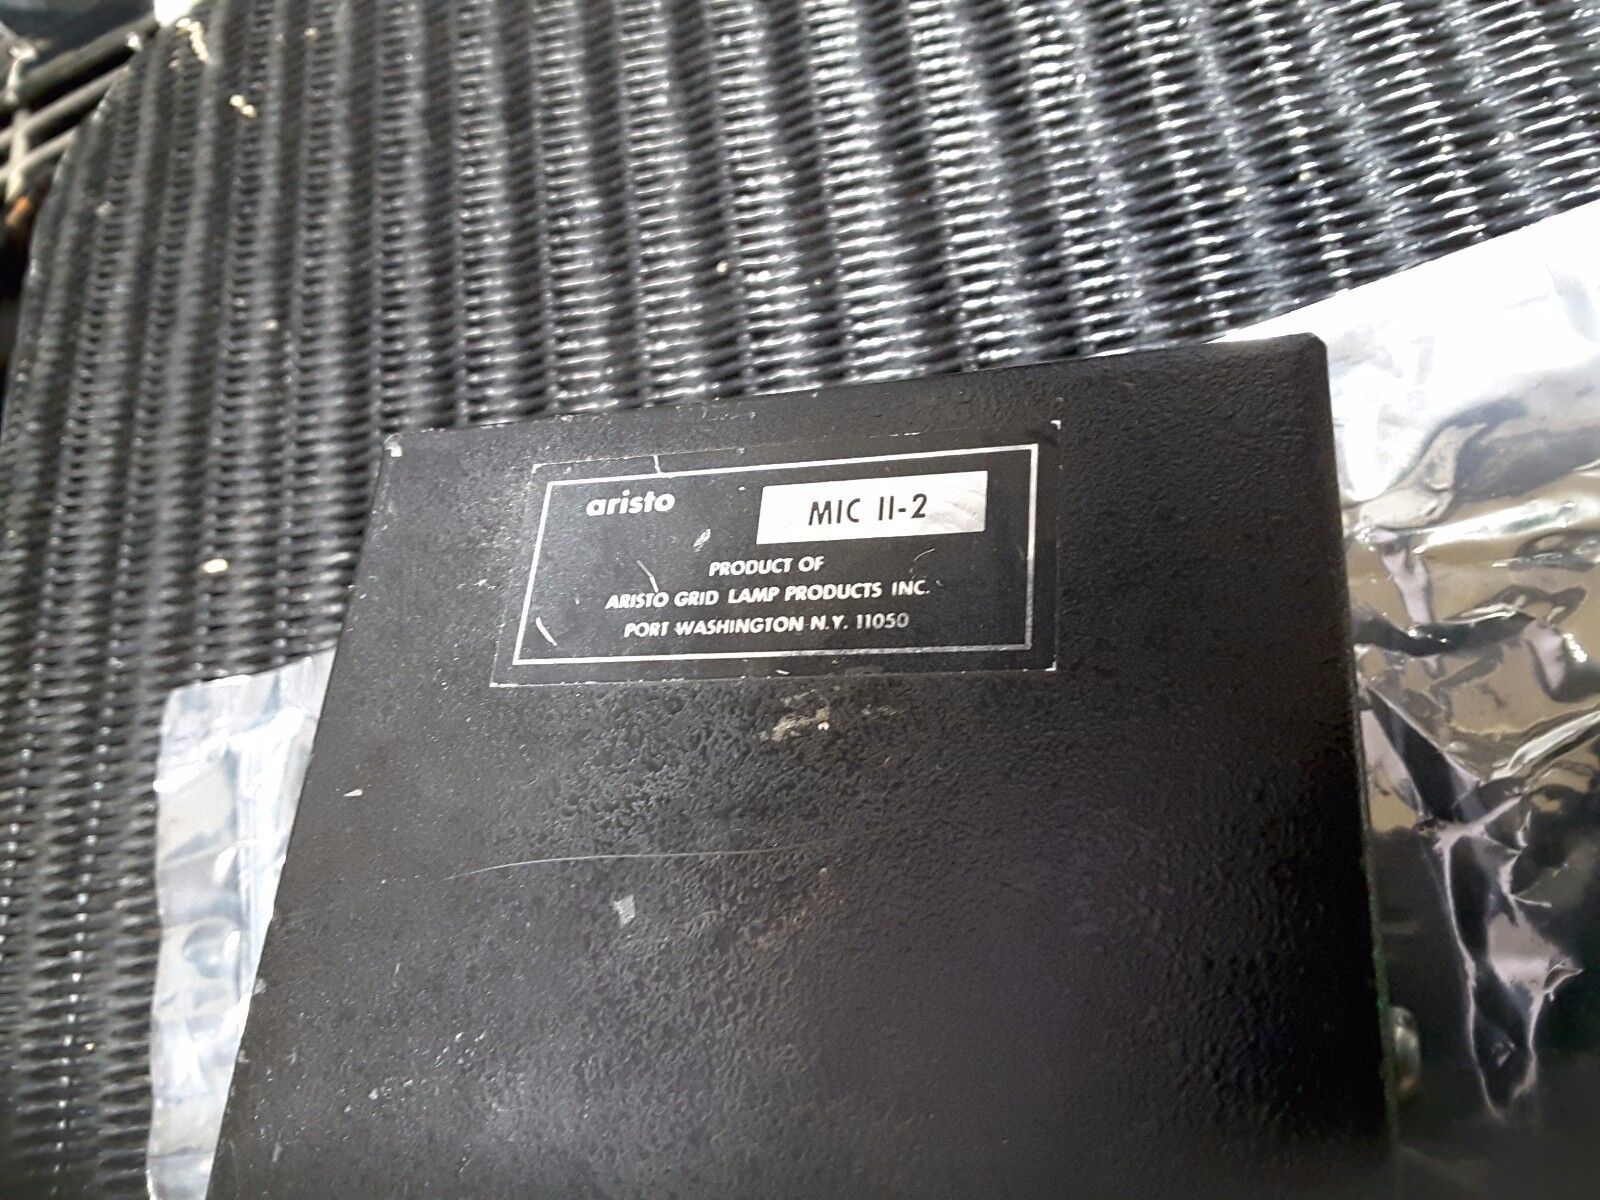 aristo
MIC II-2
PRODUCT OF
ARISTO GRID LAMP PRODUCTS INC.
PORT WASHINGTON N.Y. 11050